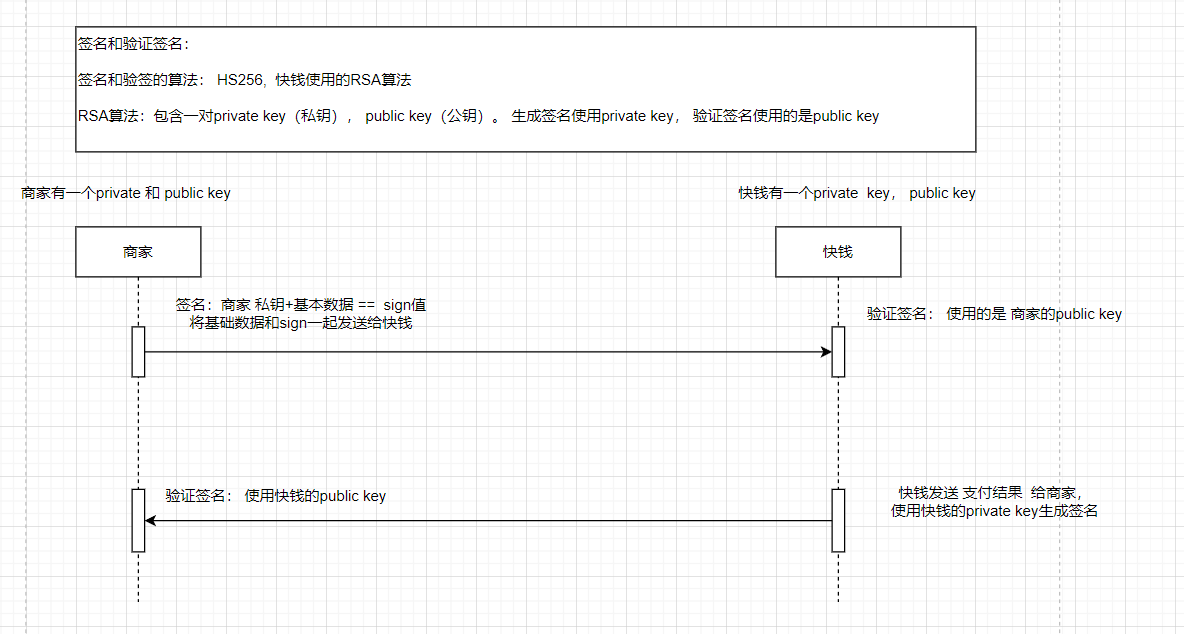 签名和验证签名：
签名和验签的算法： HS256, 快钱使用的RSA算法
RSA算法：包含一对private key（私钥）， public key（公钥）。 生成签名使用private key， 验证签名使用的是public key
商家有一个private 和 public key
快钱有一个private key， public key
商家
快钱
签名：商家 私钥+基本数据 == sign值
将基础数据和sign一起发送给快钱
验证签名： 使用的是 商家的public key
验证签名： 使用快钱的public key
快钱发送 支付结果 给商家，
使用快钱的private key生成签名